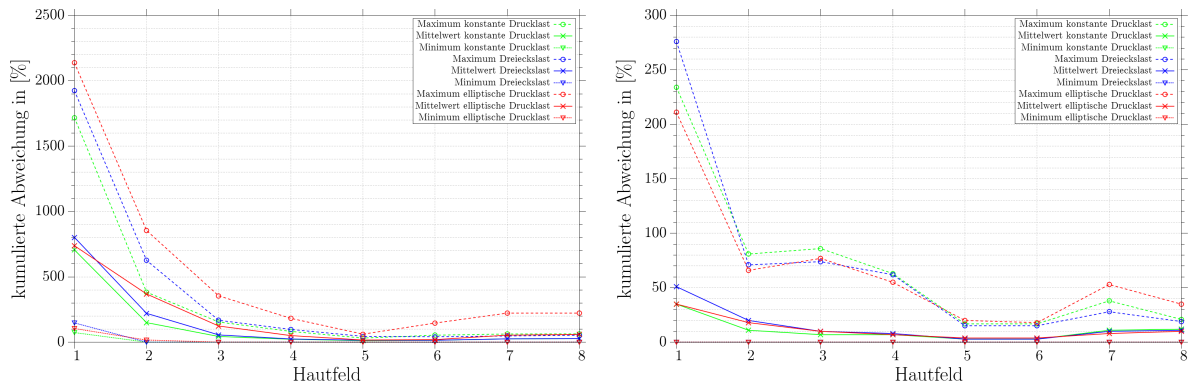 2500
2000
1500
1000
500
0
kumulierte Abweichung in [%]
1 2 3 4 5 6 7 8
Hautfeld
Maximum konstante Drucklast
Mittelwert konstante Drucklast
Minimum konstante Drucklast
Maximum Dreieckslast
Mittelwert Dreieckslast
Minimum Dreieckslast
Maximum elliptische Drucklast
Mittelwert elliptische Drucklast
Minimum elliptische Drucklast
300
250
200
150
100
50
0
kumulierte Abweichung in [%]
1 2 3 4 5 6 7 8
Hautfeld
Maximum konstante Drucklast
Mittelwert konstante Drucklast
Minimum konstante Drucklast
Maximum Dreieckslast
Mittelwert Dreieckslast
Minimum Dreieckslast
Maximum elliptische Drucklast
Mittelwert elliptische Drucklast
Minimum elliptische Drucklast